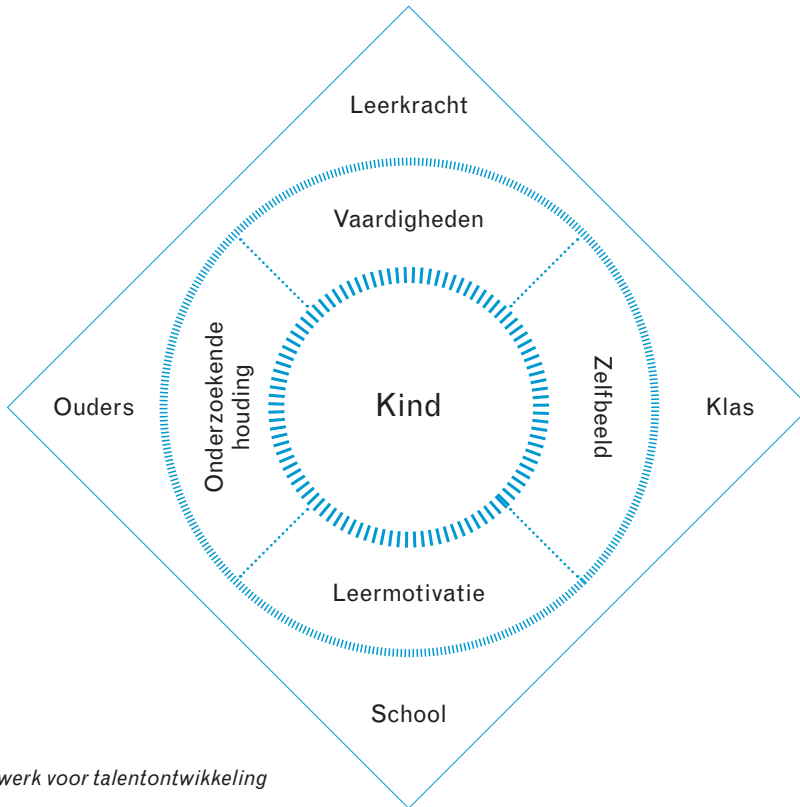 Leerkracht
Vaardigheden
Onderzoekende
houding
Ouders
Kind
Zelfbeeld
Klas
Leermotivatie
School
werk voor talentontwikkeling